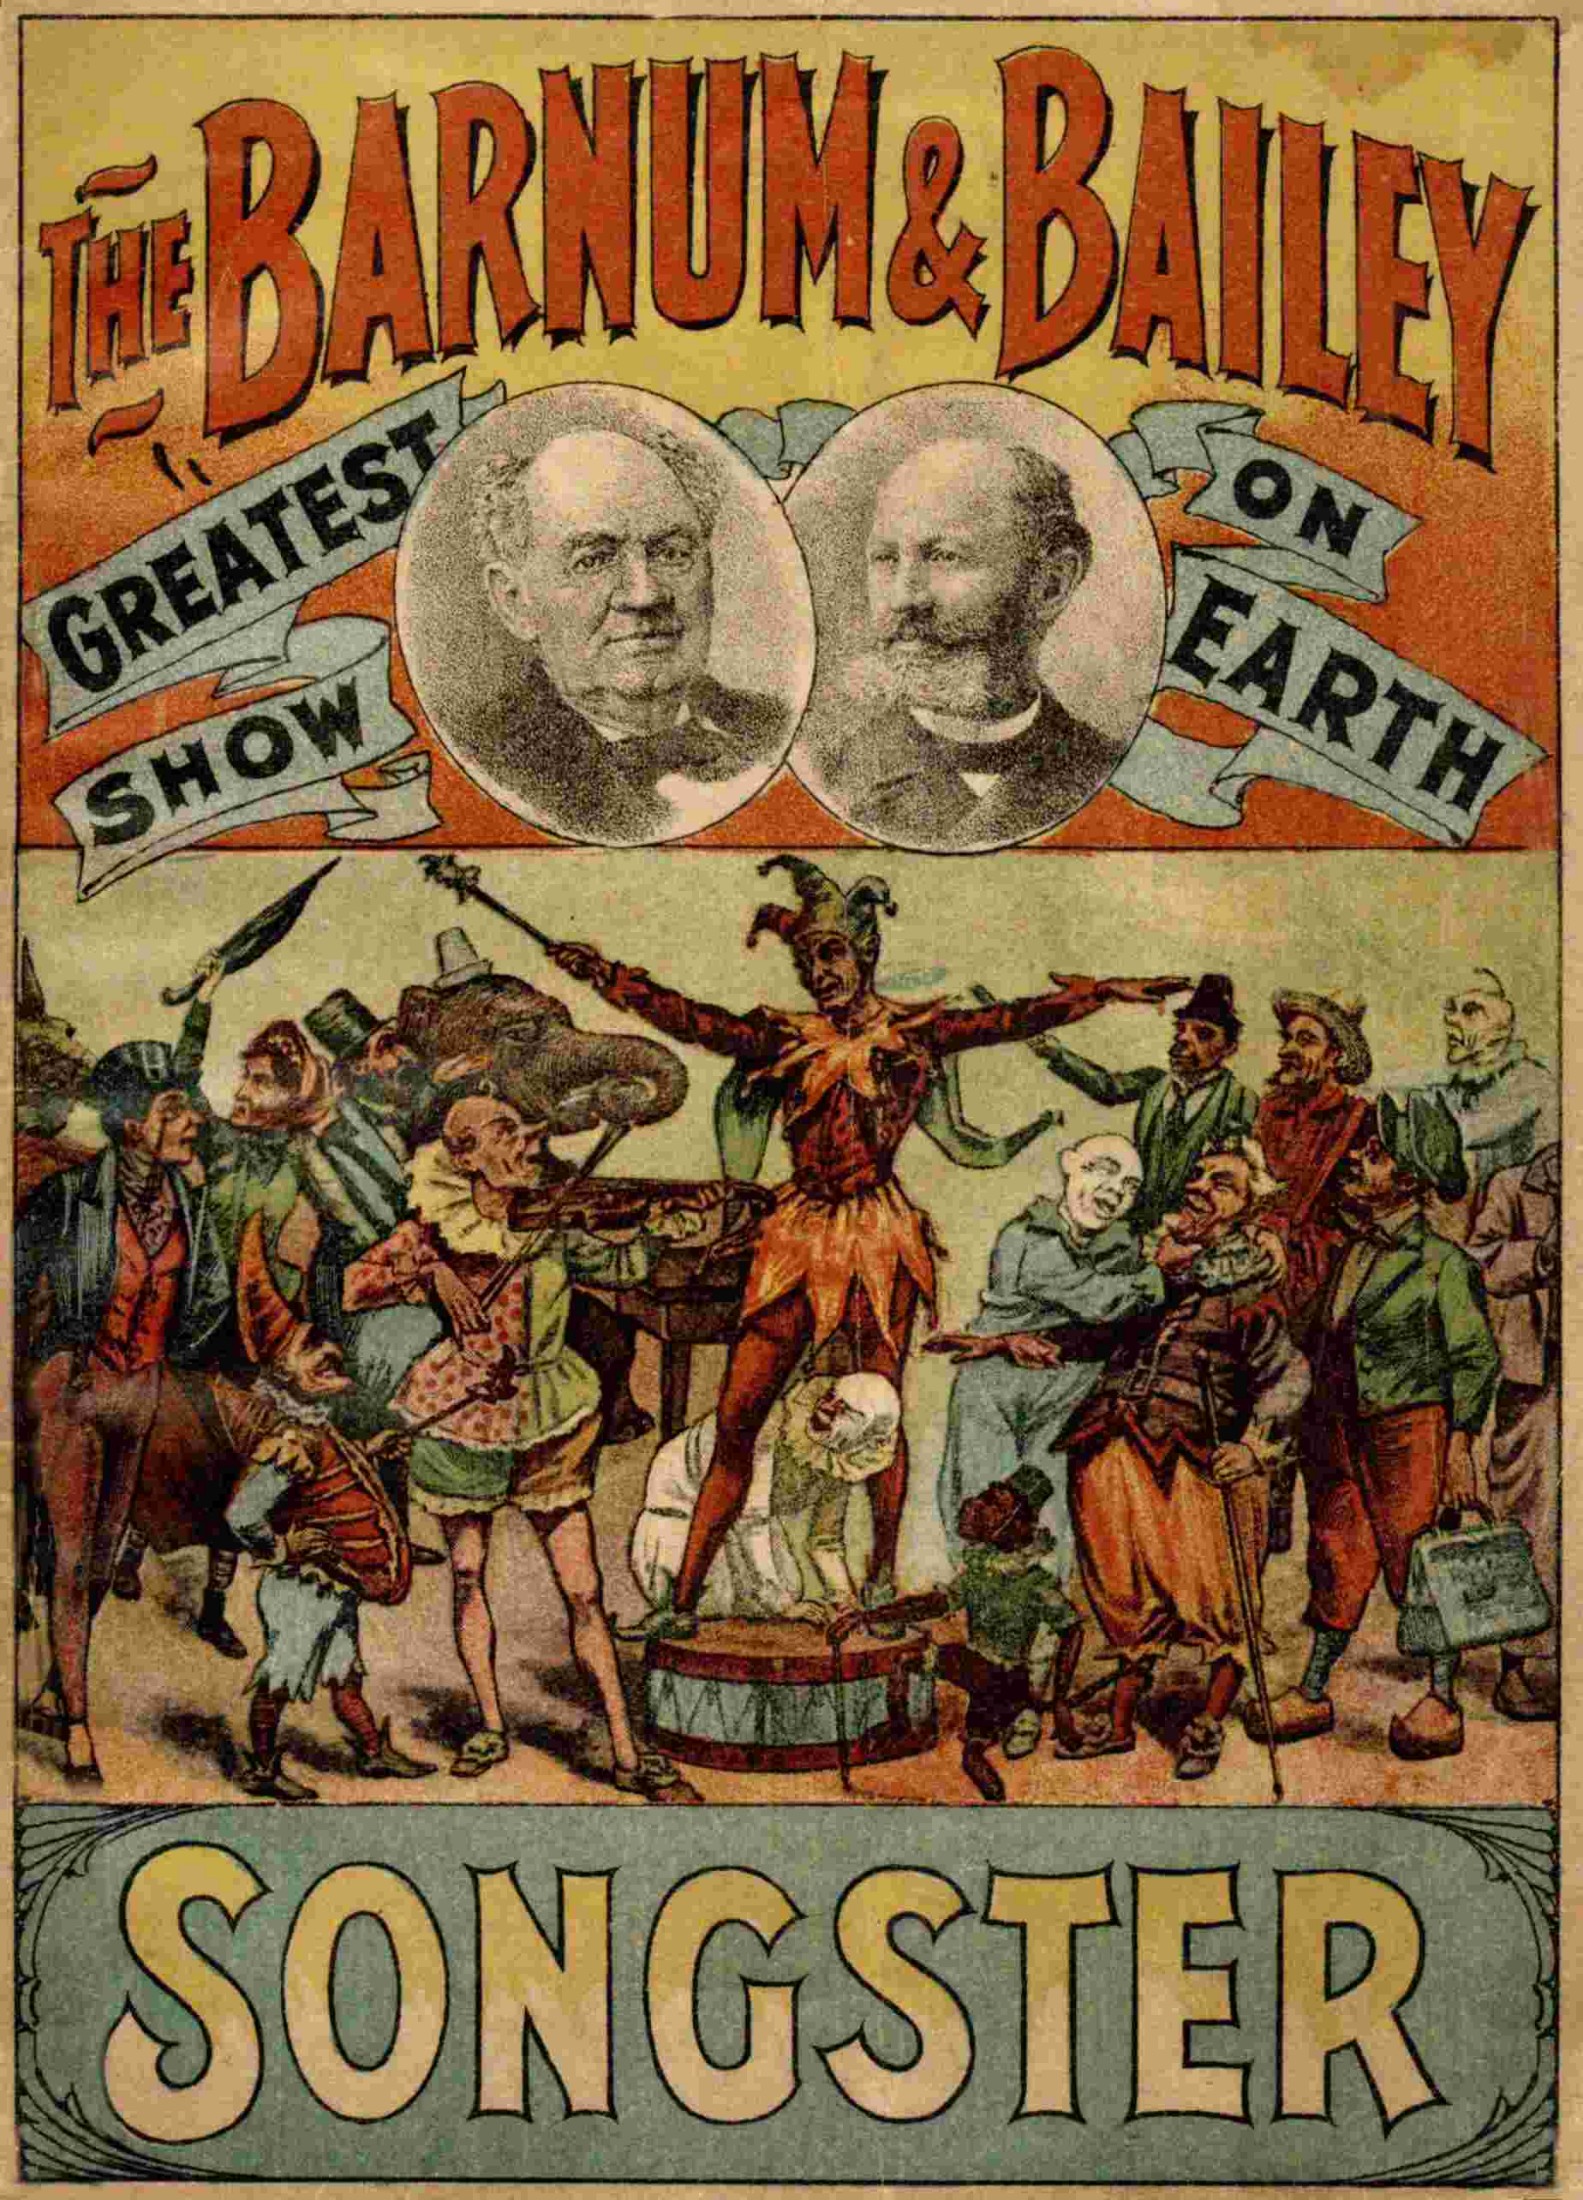 THE BARNUM & BAILEY
GREATEST
SHOW
ON
EARTH
SONGSTER